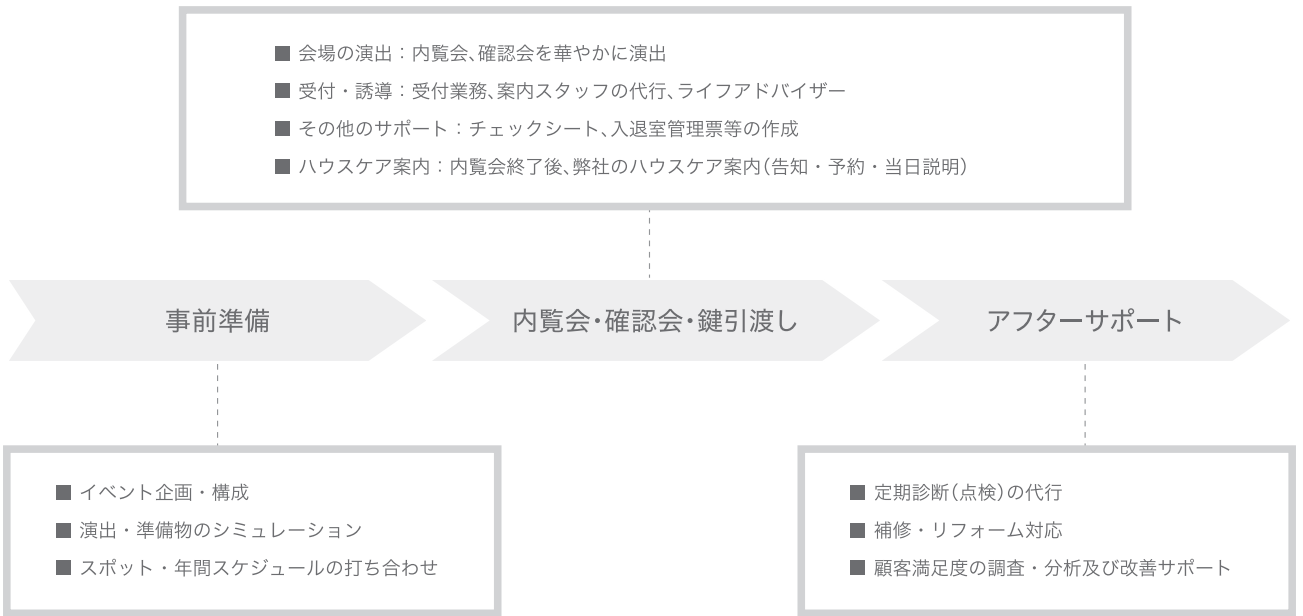 ■ 会場の演出：内覧会、確認会を華やかに演出
■ 受付・誘導：受付業務、案内スタッフの代行、ライフアドバイザー
■ その他のサポート：チェックシート、入退室管理票等の作成
■ ハウスケア案内：内覧会終了後、弊社のハウスケア案内（告知・予約・当日説明）
事前準備
内覧会・確認会・鍵引渡し
アフターサポート
■ イベント企画・構成
■ 演出・準備物のシミュレーション
■ スポット・年間スケジュールの打ち合わせ
■ 定期診断（点検）の代行
■ 補修・リフォーム対応
■ 顧客満足度の調査・分析及び改善サポート